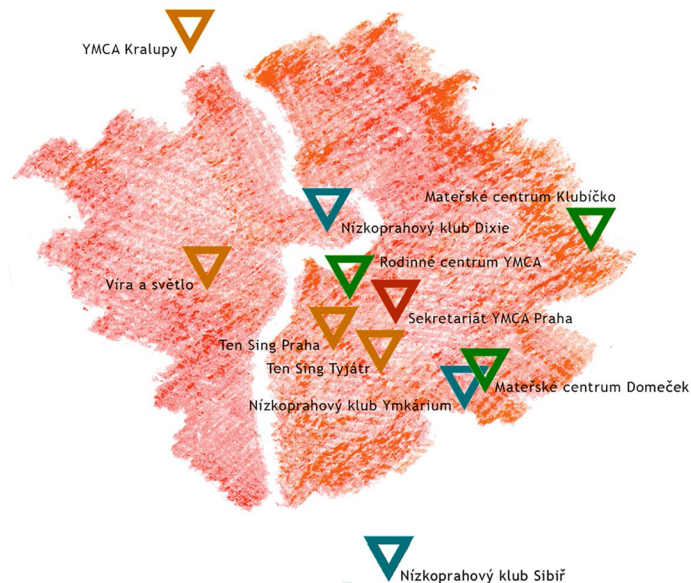 YMCA Kralupy
Mateřské centrum Klubíčko
Nízkoprahový klub Dixie
Rodinné centrum YMCA
Víra a světlo
Sekretariát YMCA Praha
Ten Sing Praha
Ten Sing Tyjátr
Mateřské centrum Domeček
Nízkoprahový klub Ymkárium
Nízkoprahový klub Sibiř